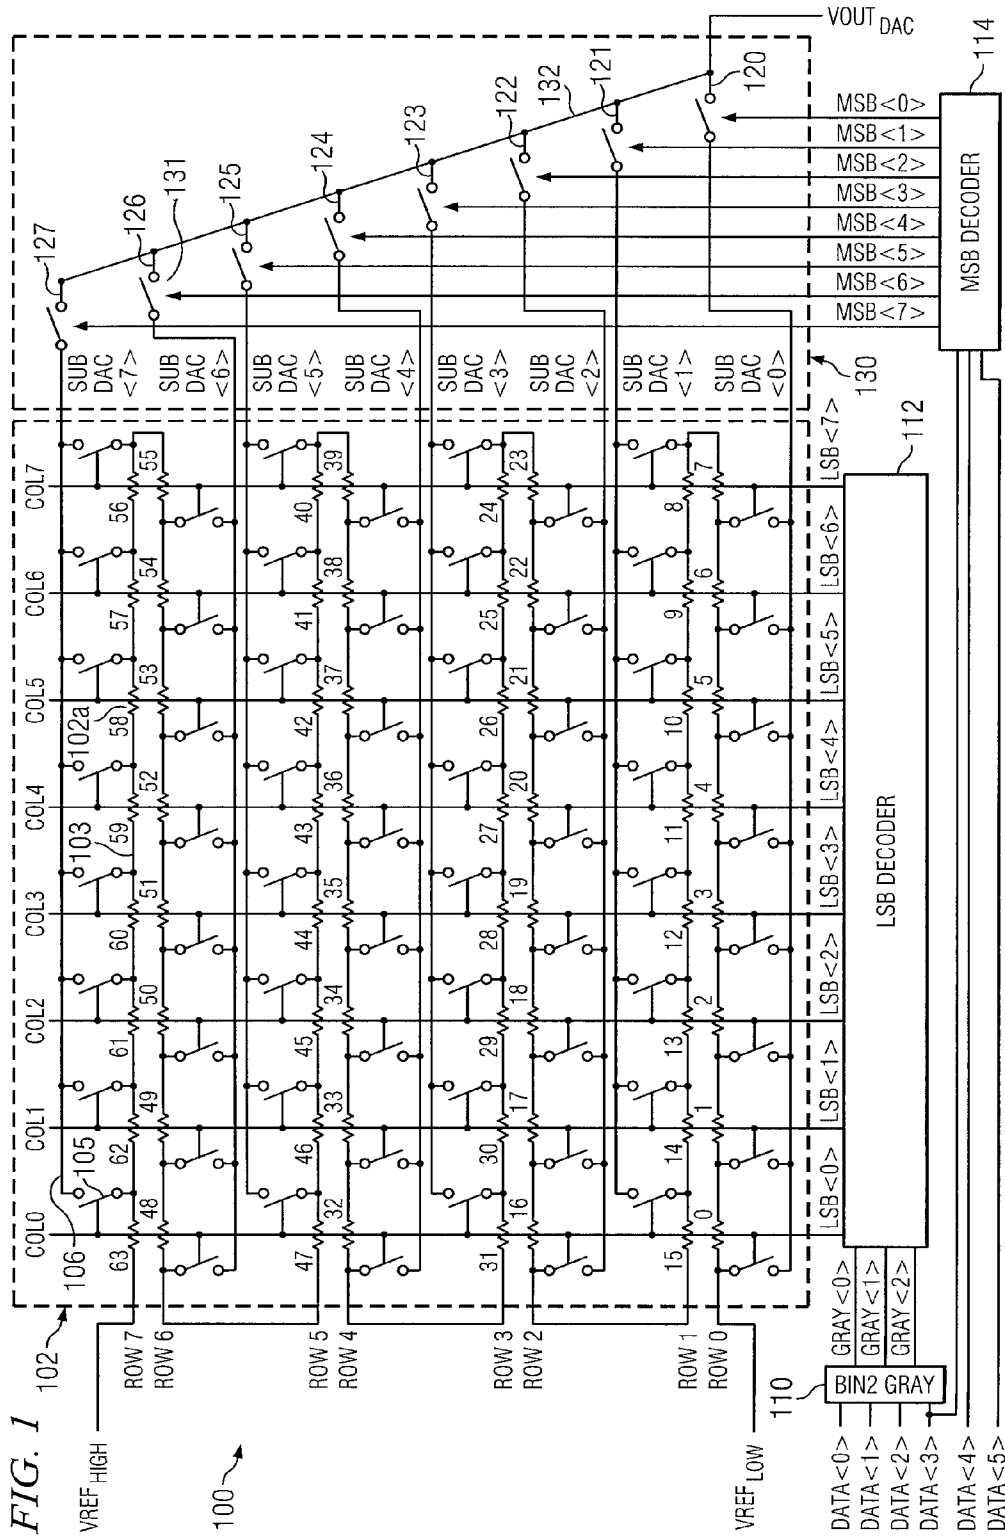 FIG. 1
VREF HIGH
100
VREF LOW
102
106
105
103
102a
COL0
COL1
COL2
COL3
COL4
COL5
COL6
COL7
ROW 7
63 62 61 60 59 58 57 56
48 49 50 51 52 53 54 55
ROW 6
ROW 5
47 46 45 44 43 42 41 40
32 33 34 35 36 37 38 39
ROW 4
ROW 3
31 30 29 28 27 26 25 24
16 17 18 19 20 21 22 23
ROW 2
ROW 1
15 14 13 12 11 10 9 8
0 1 2 3 4 5 6 7
ROW 0
SUB DAC <7>
SUB DAC <6>
SUB DAC <5>
SUB DAC <4>
SUB DAC <3>
SUB DAC <2>
SUB DAC <1>
SUB DAC <0>
127
126
131
125
124
123
122
132
121
120
130
VOUT DAC
MSB<0>
MSB<1>
MSB<2>
MSB<3>
MSB<4>
MSB<5>
MSB<6>
MSB<7>
MSB DECODER
114
LSB<0>
LSB<1>
LSB<2>
LSB<3>
LSB<4>
LSB<5>
LSB<6>
LSB<7>
LSB DECODER
112
GRAY<0>
GRAY<1>
GRAY<2>
BIN2 GRAY
110
DATA<0>
DATA<1>
DATA<2>
DATA<3>
DATA<4>
DATA<5>